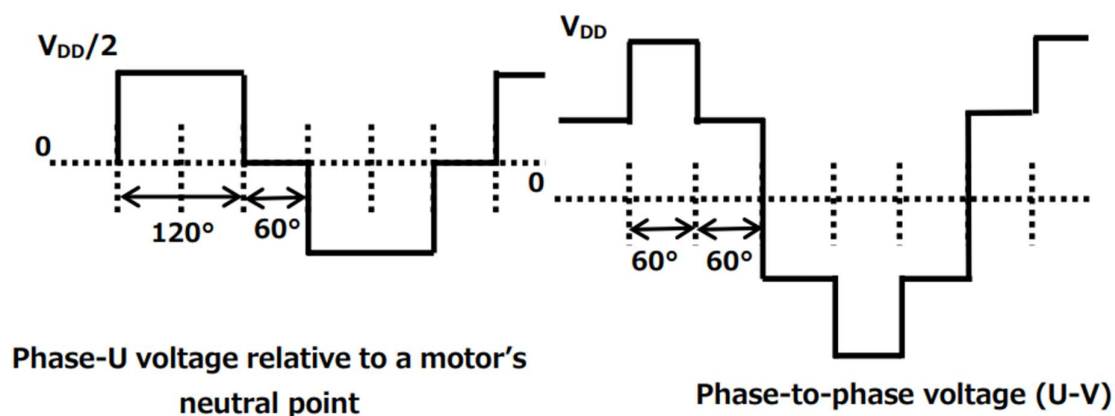 V_DD/2
0
120°
60°
0
Phase-U voltage relative to a motor's
neutral point
V_DD
60°
60°
Phase-to-phase voltage (U-V)